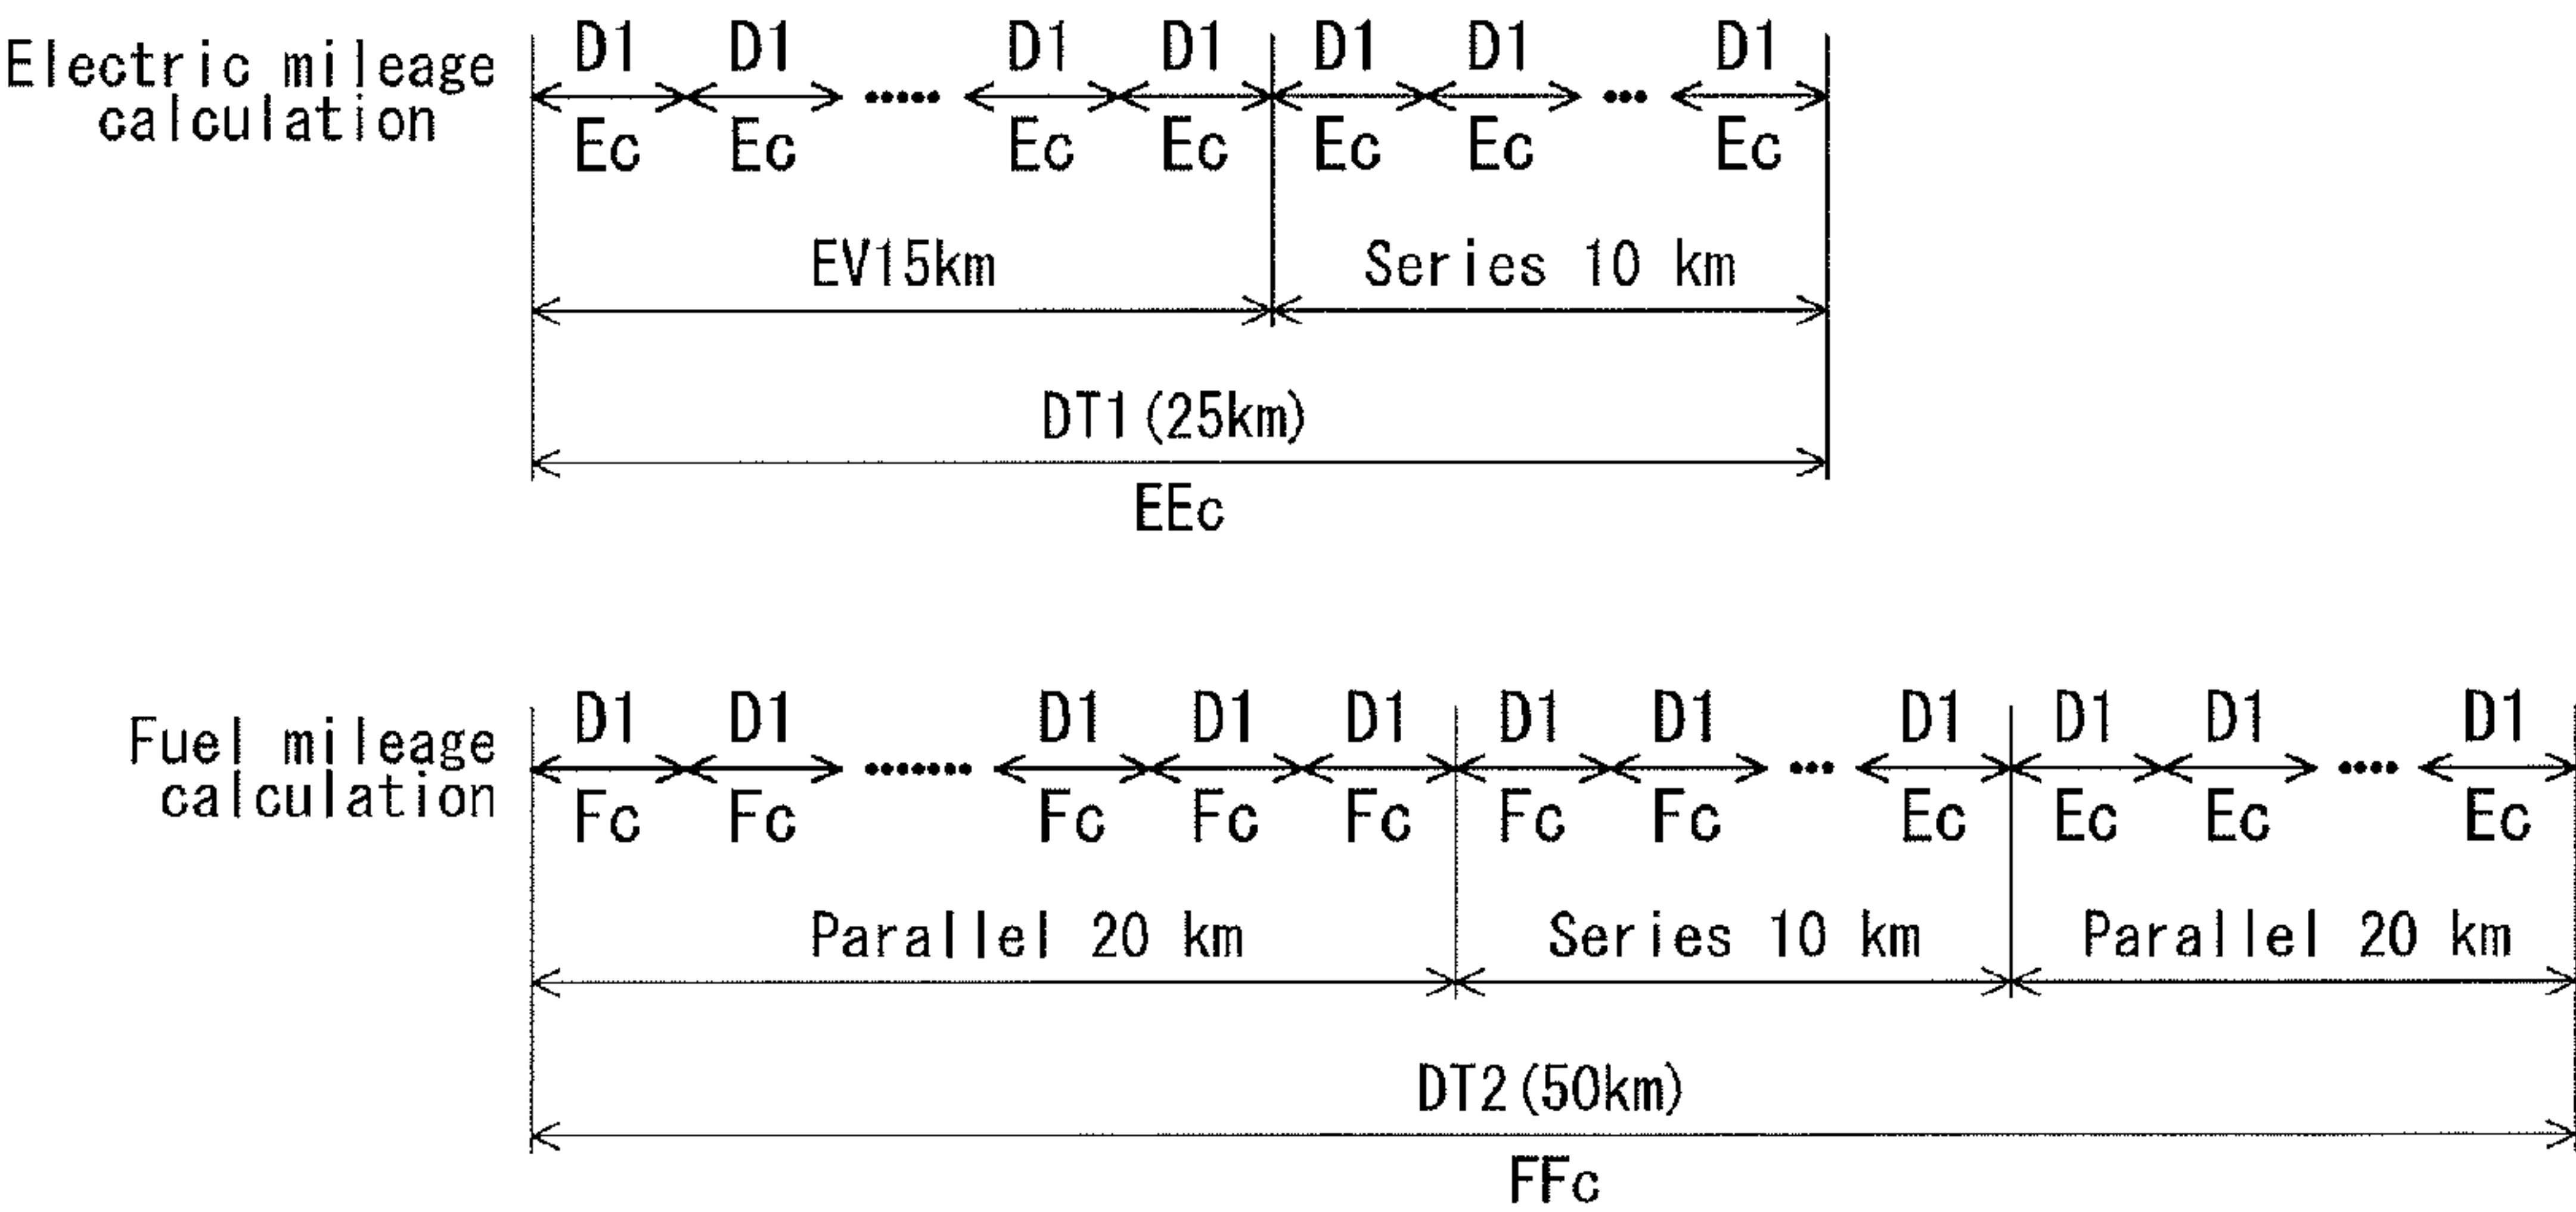 Electric mileage
calculation
D1 D1 ····· D1 D1 D1 D1 ··· D1
Ec Ec Ec Ec Ec Ec Ec
EV15km Series 10 km
DT1(25km)
EEc
Fuel mileage
calculation
D1 D1 ······· D1 D1 D1 D1 D1 ··· D1 D1 D1 ···· D1
Fc Fc Fc Fc Fc Fc Fc Ec Ec Ec Ec
Parallel 20 km Series 10 km Parallel 20 km
DT2(50km)
FFc